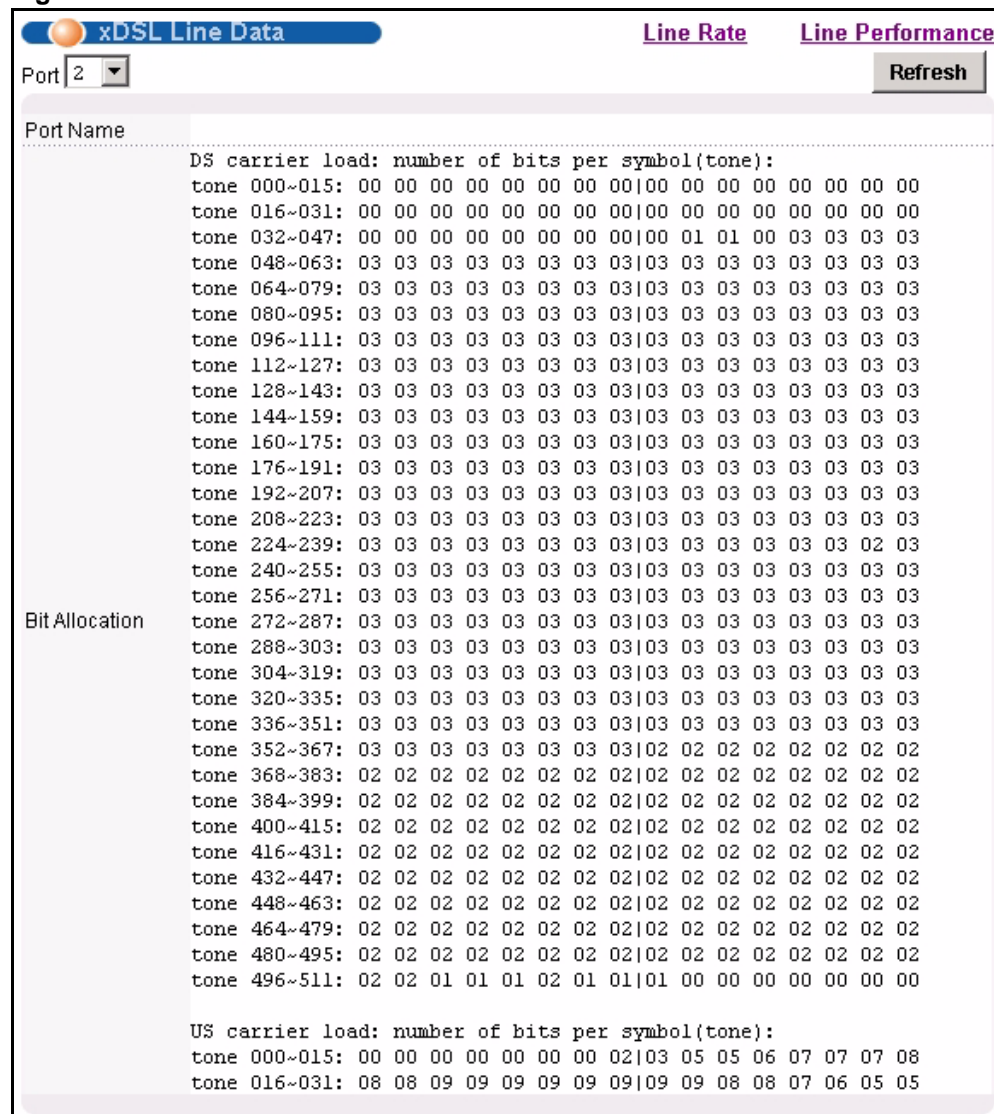 xDSL Line Data Line Rate Line Performance
Port 2 Refresh
Port Name
DS carrier load: number of bits per symbol(tone):
tone 000~015: 00 00 00 00 00 00 00 00|00 00 00 00 00 00 00 00
tone 016~031: 00 00 00 00 00 00 00 00|00 00 00 00 00 00 00 00
tone 032~047: 00 00 00 00 00 00 00 00|00 01 01 00 03 03 03 03
tone 048~063: 03 03 03 03 03 03 03 03|03 03 03 03 03 03 03 03
tone 064~079: 03 03 03 03 03 03 03 03|03 03 03 03 03 03 03 03
tone 080~095: 03 03 03 03 03 03 03 03|03 03 03 03 03 03 03 03
tone 096~111: 03 03 03 03 03 03 03 03|03 03 03 03 03 03 03 03
tone 112~127: 03 03 03 03 03 03 03 03|03 03 03 03 03 03 03 03
tone 128~143: 03 03 03 03 03 03 03 03|03 03 03 03 03 03 03 03
tone 144~159: 03 03 03 03 03 03 03 03|03 03 03 03 03 03 03 03
tone 160~175: 03 03 03 03 03 03 03 03|03 03 03 03 03 03 03 03
tone 176~191: 03 03 03 03 03 03 03 03|03 03 03 03 03 03 03 03
tone 192~207: 03 03 03 03 03 03 03 03|03 03 03 03 03 03 03 03
tone 208~223: 03 03 03 03 03 03 03 03|03 03 03 03 03 03 03 03
tone 224~239: 03 03 03 03 03 03 03 03|03 03 03 03 03 03 02 03
tone 240~255: 03 03 03 03 03 03 03 03|03 03 03 03 03 03 03 03
tone 256~271: 03 03 03 03 03 03 03 03|03 03 03 03 03 03 03 03
Bit Allocation tone 272~287: 03 03 03 03 03 03 03 03|03 03 03 03 03 03 03 03
tone 288~303: 03 03 03 03 03 03 03 03|03 03 03 03 03 03 03 03
tone 304~319: 03 03 03 03 03 03 03 03|03 03 03 03 03 03 03 03
tone 320~335: 03 03 03 03 03 03 03 03|03 03 03 03 03 03 03 03
tone 336~351: 03 03 03 03 03 03 03 03|03 03 03 03 03 03 03 03
tone 352~367: 03 03 03 03 03 03 03 03|02 02 02 02 02 02 02 02
tone 368~383: 02 02 02 02 02 02 02 02|02 02 02 02 02 02 02 02
tone 384~399: 02 02 02 02 02 02 02 02|02 02 02 02 02 02 02 02
tone 400~415: 02 02 02 02 02 02 02 02|02 02 02 02 02 02 02 02
tone 416~431: 02 02 02 02 02 02 02 02|02 02 02 02 02 02 02 02
tone 432~447: 02 02 02 02 02 02 02 02|02 02 02 02 02 02 02 02
tone 448~463: 02 02 02 02 02 02 02 02|02 02 02 02 02 02 02 02
tone 464~479: 02 02 02 02 02 02 02 02|02 02 02 02 02 02 02 02
tone 480~495: 02 02 02 02 02 02 02 02|02 02 02 02 02 02 02 02
tone 496~511: 02 02 01 01 01 02 01 01|01 00 00 00 00 00 00 00
US carrier load: number of bits per symbol(tone):
tone 000~015: 00 00 00 00 00 00 00 02|03 05 05 06 07 07 07 08
tone 016~031: 08 08 09 09 09 09 09 09|09 09 08 08 07 06 05 05